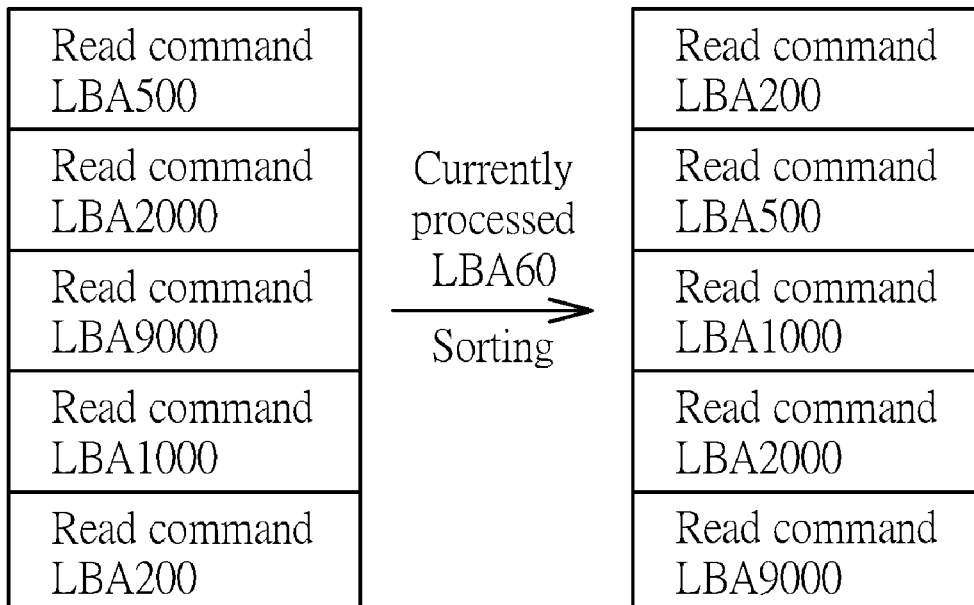 Read command
LBA500
Read command
LBA2000
Read command
LBA9000
Read command
LBA1000
Read command
LBA200
Currently
processed
LBA60
Sorting
Read command
LBA200
Read command
LBA500
Read command
LBA1000
Read command
LBA2000
Read command
LBA9000